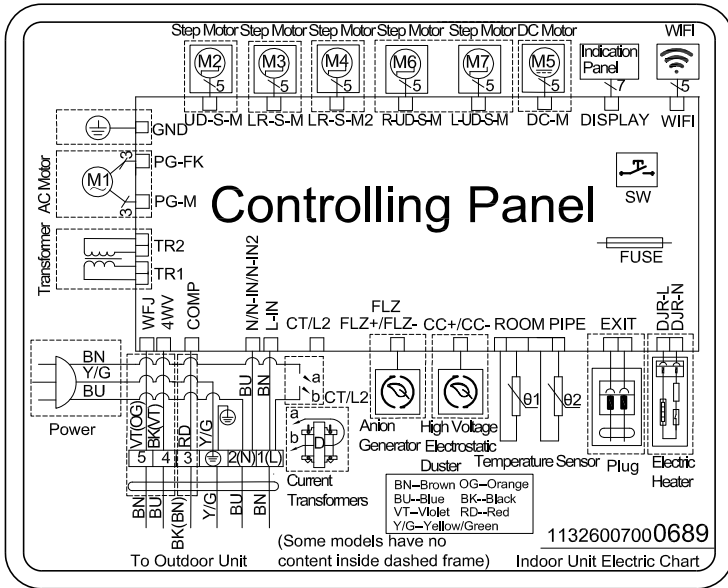 Step Motor Step Motor Step Motor Step Motor Step Motor DC Motor WIFI
M2 M3 M4 M6 M7 M5 Indication Panel
5 5 5 5 5 5 7 5
UD-S-M LR-S-M LR-S-M2 R-UD-S-M L-UD-S-M DC-M DISPLAY WIFI
GND
AC Motor
M1
3
3
PG-FK
PG-M
SW
Controlling Panel
Transformer
TR2
TR1
FUSE
WFJ
4WV
COMP
N/N-IN/N-IN2
L-IN
CT/L2
FLZ
FLZ+/FLZ-
CC+/CC-
ROOM PIPE
EXIT
DJR-L
DJR-N
BN
Y/G
BU
Power
VT(OG)
BK(VT)
RD
Y/G
BU
BN
a
b CT/L2
a
b
D
θ1
θ2
5 4 3 2(N) 1(L)
Current
Transformers
Anion
Generator
High Voltage
Electrostatic
Duster
Temperature Sensor
Plug
Electric
Heater
BN
BU
BK(BN)
Y/G
BU
BN
BN--Brown OG--Orange
BU--Blue BK--Black
VT--Violet RD--Red
Y/G--Yellow/Green
To Outdoor Unit
(Some models have no
content inside dashed frame)
11326007000689
Indoor Unit Electric Chart